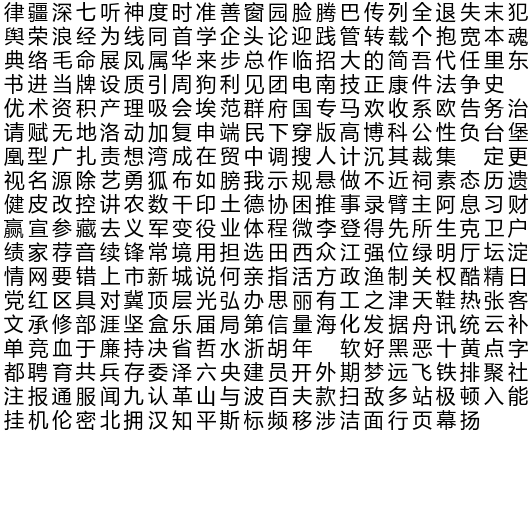 律疆深七听神度时准善窗园脸腾巴传列全退失末犯
舆荣浪经为线同首学企头论迎践管转载个抱宽本魂
典络毛命展凤属华来步总作临招大的简吾代任里东
书进当牌设质引周狗利见团电南技正康件法争史
优术资积产理吸会埃范群府国专马欢收系欧告务治
请赋无地洛动加复申端民下穿版高博科公性负台堡
凰型广扎责想湾成在贸中调搜人计沉其裁集　定更
视名源除艺勇狐布如膀我示规悬做不近祠素态历遗
健皮改控讲农数干印土德协困推事录臂主阿息习财
赢宣参藏去义军变役业体程微李登得先所生克卫户
绩家荐音续锋常境用担选田西众江强位绿明厅坛淀
情网要错上市新城说何亲指活方政渔制关权酷精日
党红区具对冀顶层光弘办思丽有工之津天鞋热张客
文承修部涯坚盒乐届局第信量海化发据舟讯统云补
单竞血于廉持决省哲水浙胡年　软好黑恶十黄点字
都聘育共兵存委泽六央建员开外期梦远飞铁排聚社
注报通服闻九认革山与波百夫款扫敌多站极顿入能
挂机伦密北拥汉知平斯标频移涉洁面行页幕扬